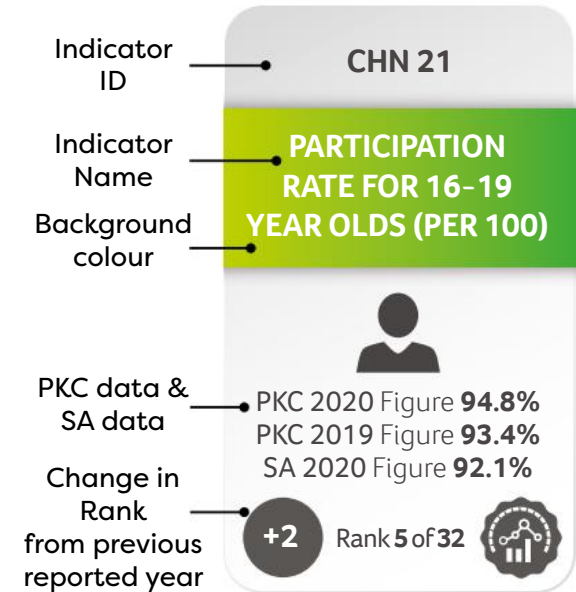 Indicator
ID
CHN 21
Indicator
Name
PARTICIPATION
RATE FOR 16–19
YEAR OLDS (PER 100)
Background
colour
PKC data &
SA data
PKC 2020 Figure 94.8%
PKC 2019 Figure 93.4%
SA 2020 Figure 92.1%
Change in
Rank
from previous
reported year
+2
Rank 5 of 32